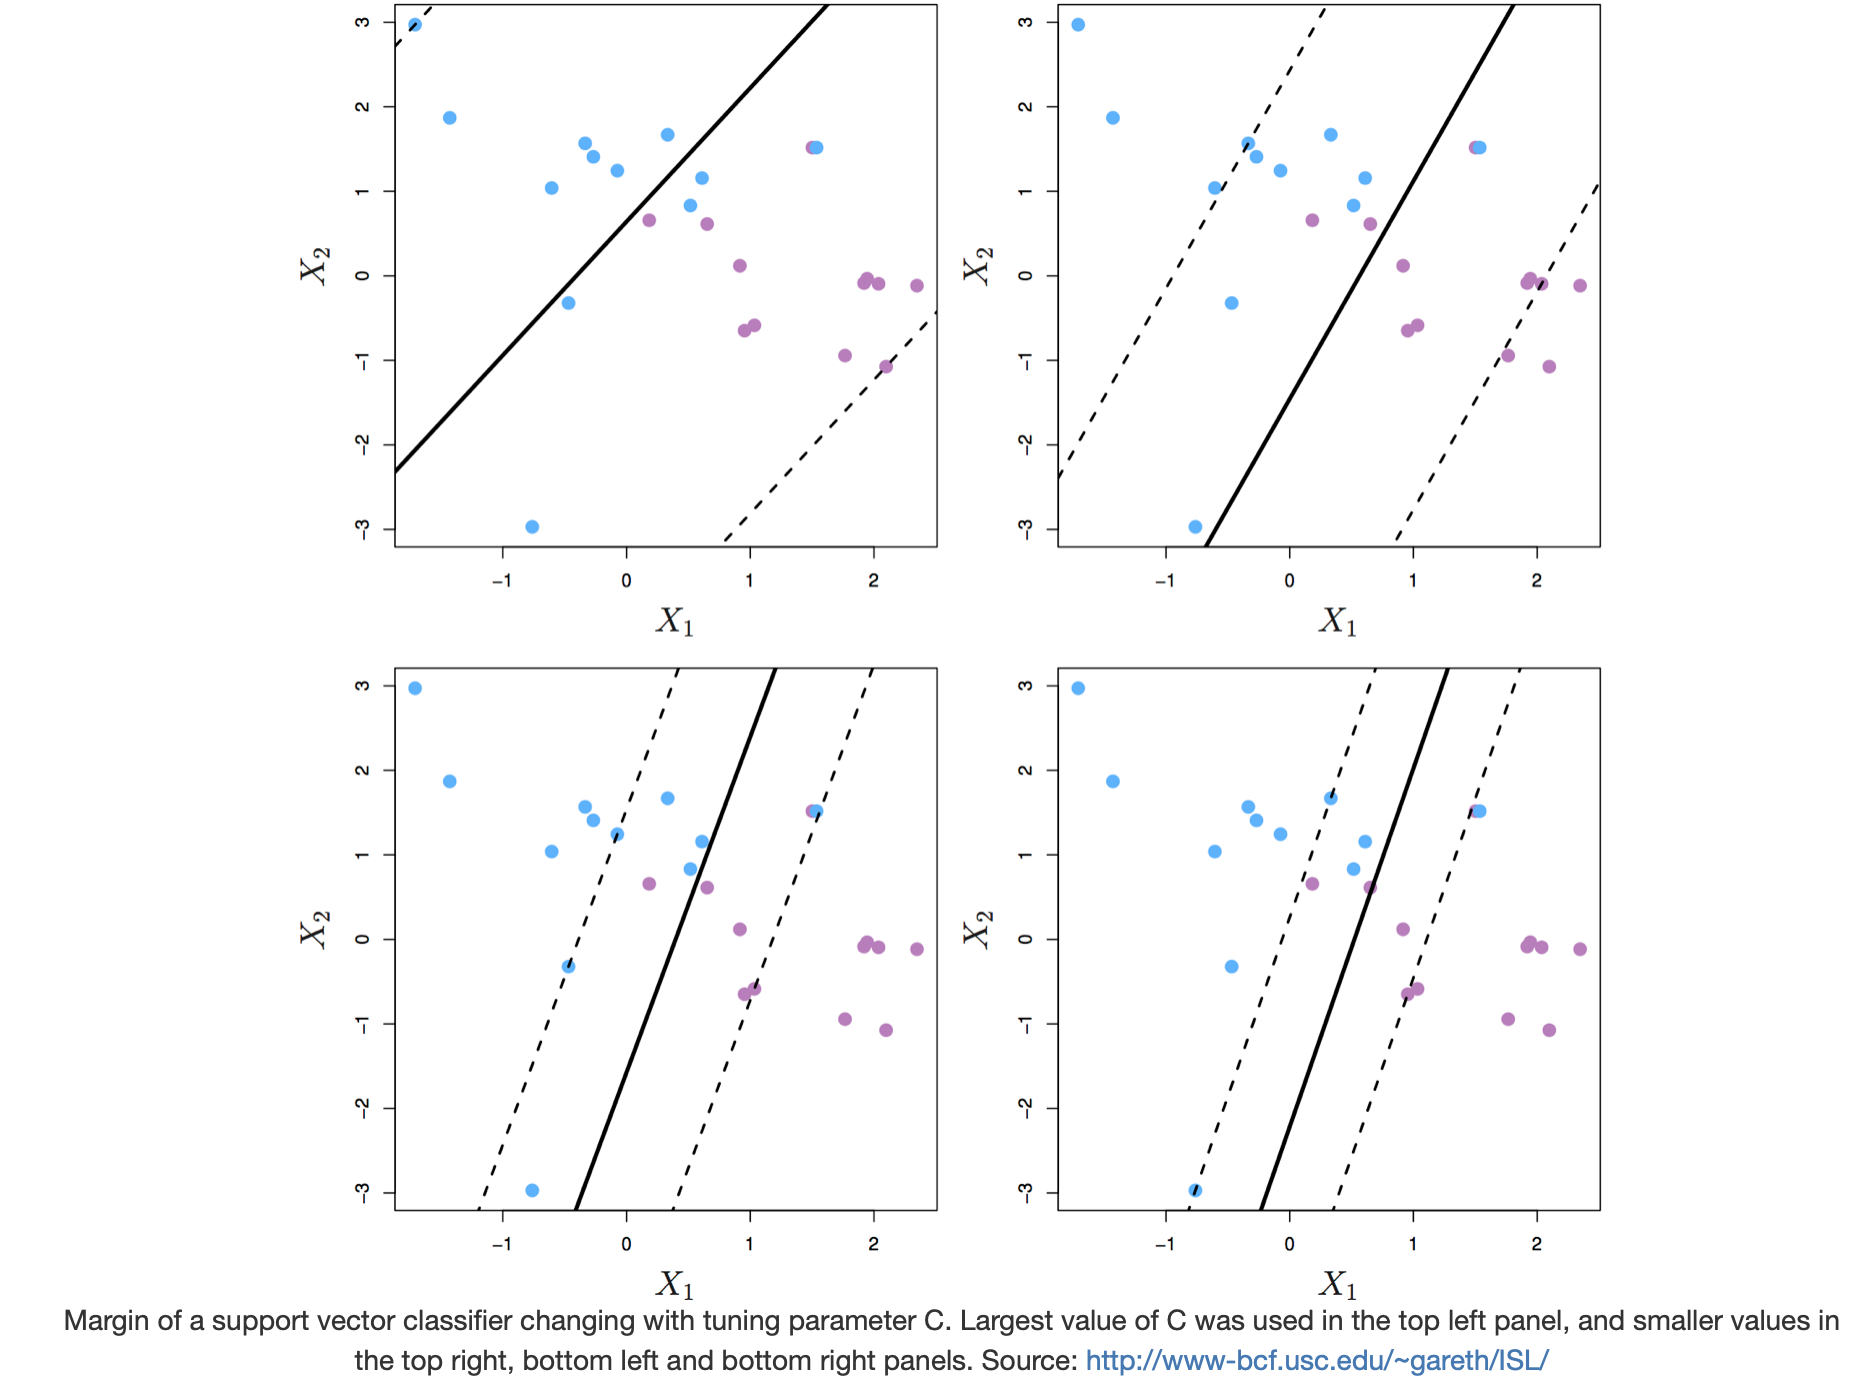 3
2
1
0
−1
−2
−3
X2
−1 0 1 2
X1
3
2
1
0
−1
−2
−3
X2
−1 0 1 2
X1
3
2
1
0
−1
−2
−3
X2
−1 0 1 2
X1
3
2
1
0
−1
−2
−3
X2
−1 0 1 2
X1
Margin of a support vector classifier changing with tuning parameter C. Largest value of C was used in the top left panel, and smaller values in
the top right, bottom left and bottom right panels. Source: http://www-bcf.usc.edu/~gareth/ISL/